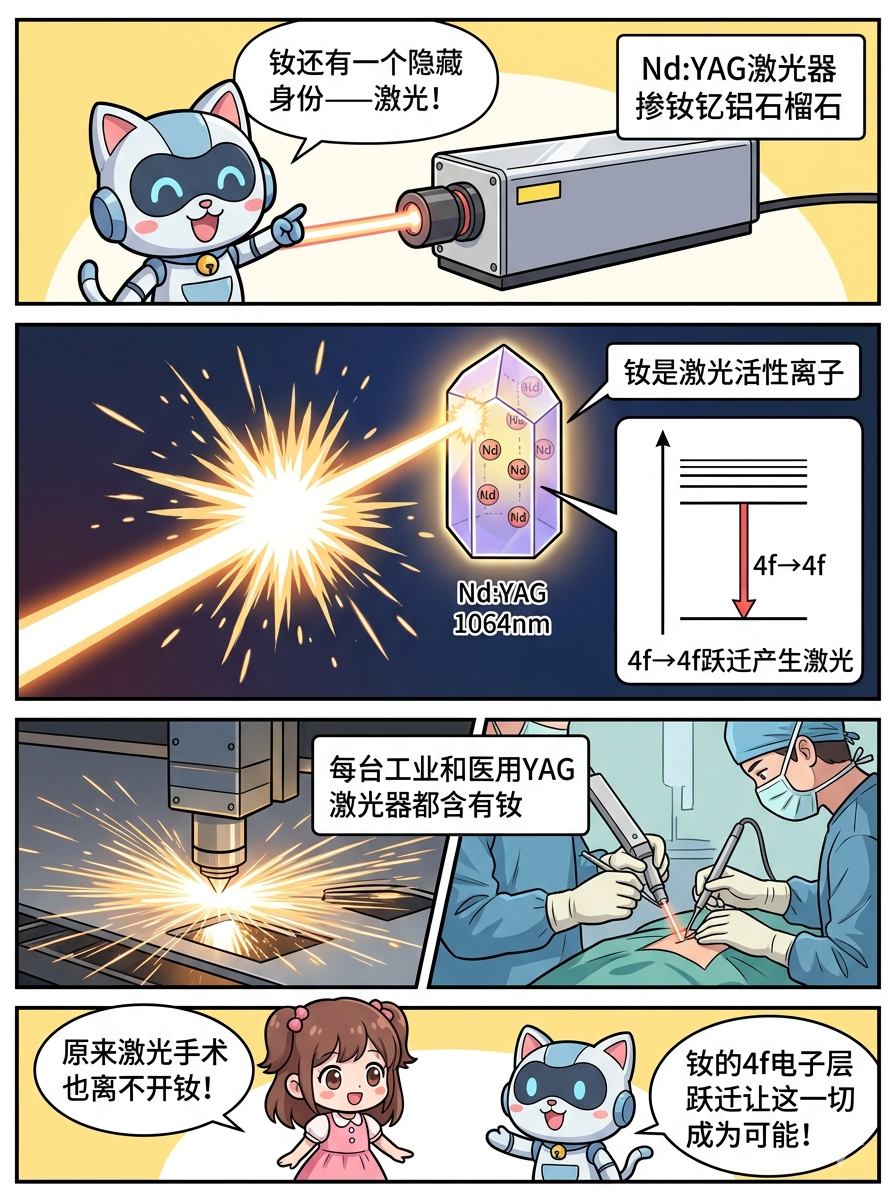 钕还有一个隐藏
身份——激光！
Nd:YAG激光器
掺钕钇铝石榴石
钕是激光活性离子
Nd
Nd
Nd
Nd
Nd
Nd
Nd
4f→4f
Nd:YAG
1064nm
4f→4f跃迁产生激光
每台工业和医用YAG
激光器都含有钕
原来激光手术
也离不开钕！
钕的4f电子层
跃迁让这一切
成为可能！